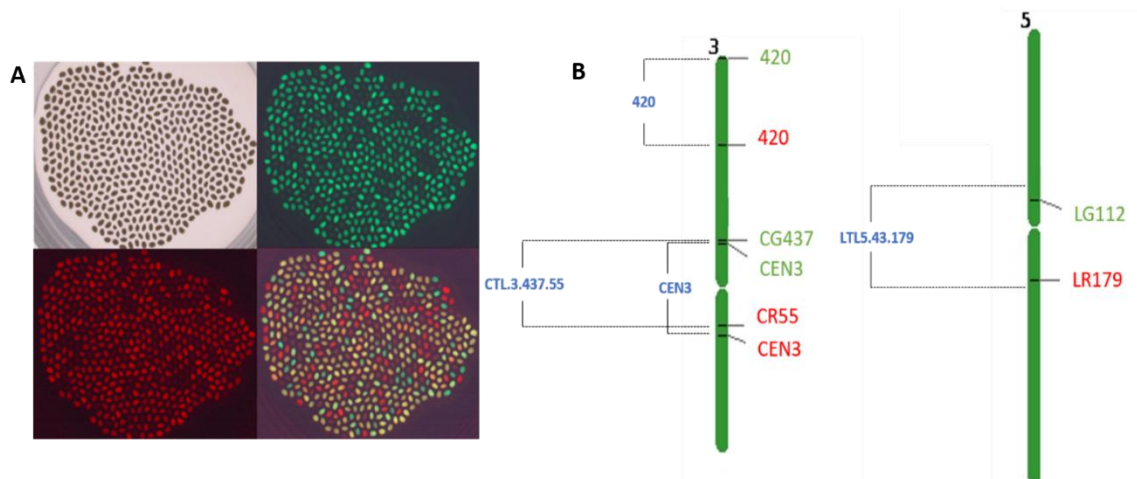 A
B
3
420
420
420
CG437
CEN3
CTL.3.437.55
CEN3
CR55
CEN3
5
LG112
LTL5.43.179
LR179